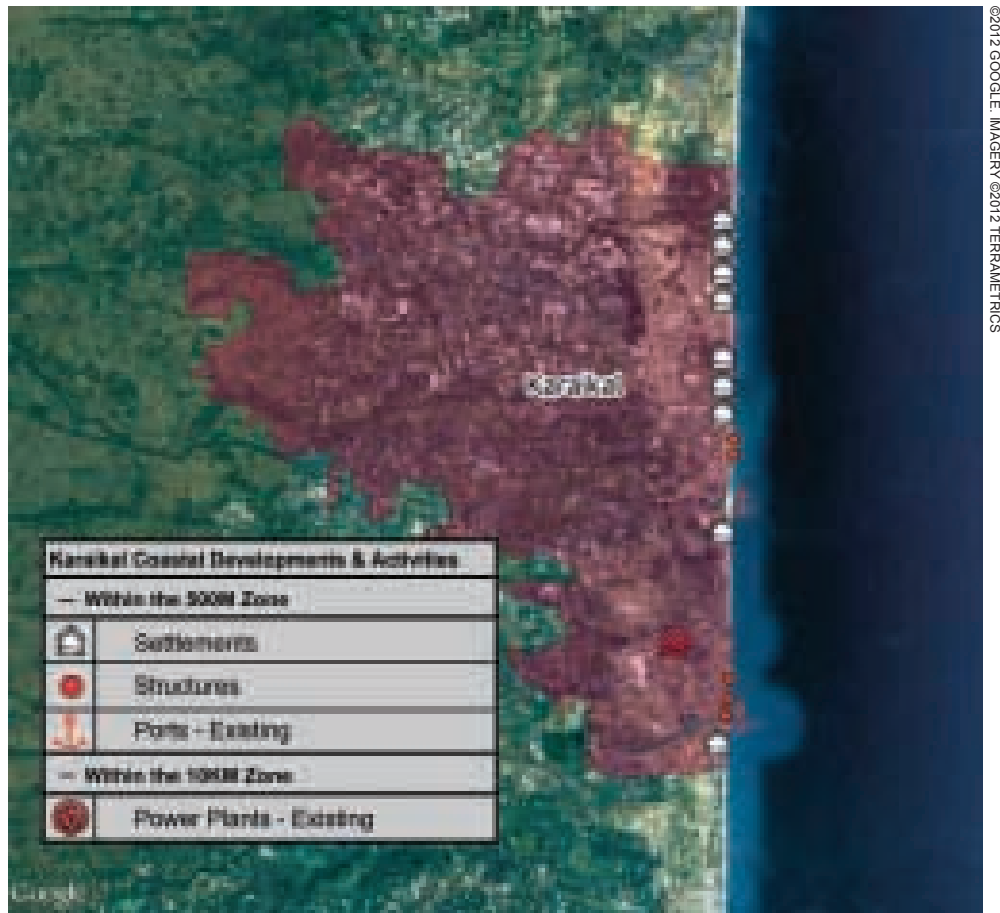 ©2012 GOOGLE. IMAGERY ©2012 TERRAMETRICS
Karaikal
Karaikal Coastal Developments & Activities
— Within the 500M Zone
Settlements
Structures
Ports - Existing
— Within the 10KM Zone
Power Plants - Existing
Google